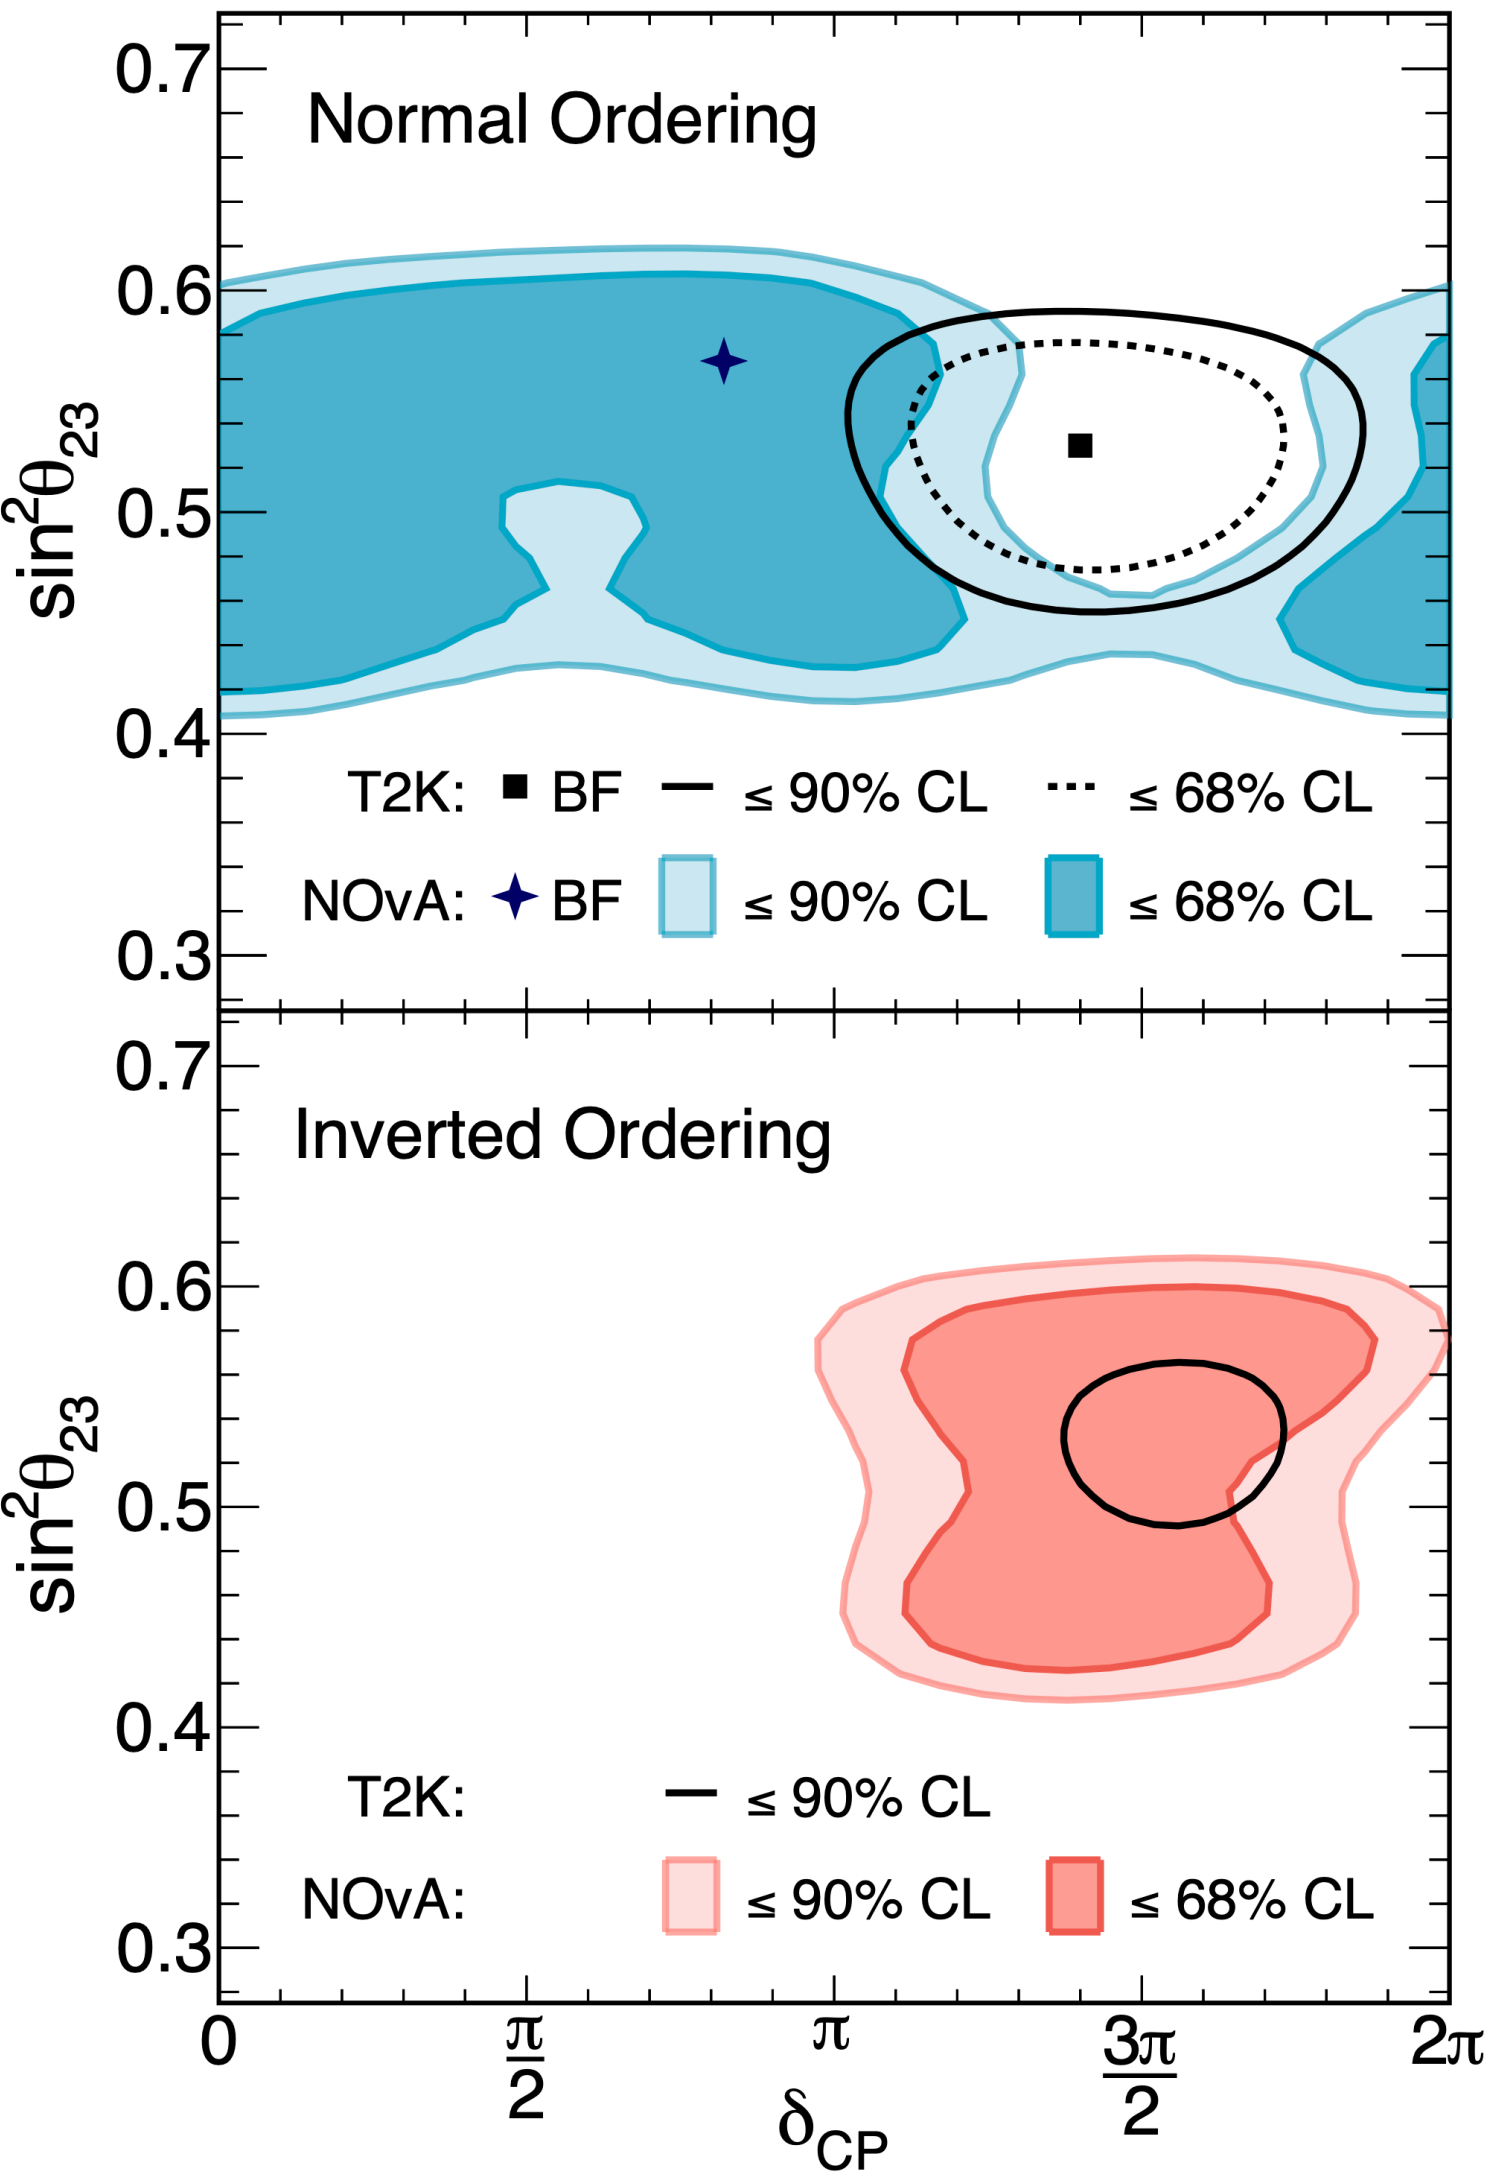 0.7
Normal Ordering
0.6
sin²θ₂₃
0.5
0.4
T2K: BF ≤ 90% CL ≤ 68% CL
NOvA: BF ≤ 90% CL ≤ 68% CL
0.3
0.7
Inverted Ordering
0.6
sin²θ₂₃
0.5
0.4
T2K: ≤ 90% CL
NOvA: ≤ 90% CL ≤ 68% CL
0.3
0 π/2 π 3π/2 2π
δCP